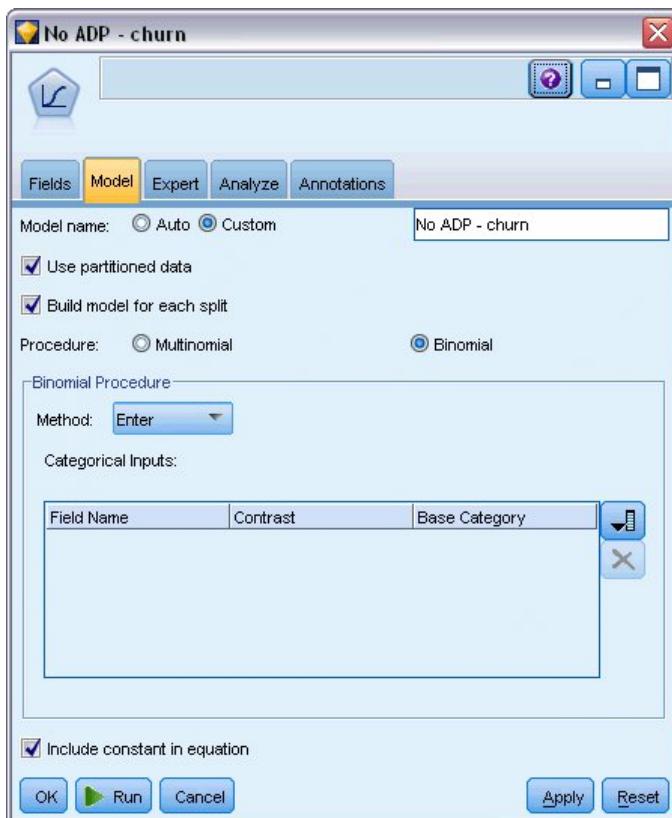 No ADP - churn
Fields Model Expert Analyze Annotations
Model name: Auto Custom No ADP - churn
Use partitioned data
Build model for each split
Procedure: Multinomial Binomial
Binomial Procedure
Method: Enter
Categorical Inputs:
Field Name Contrast Base Category
Include constant in equation
OK Run Cancel Apply Reset